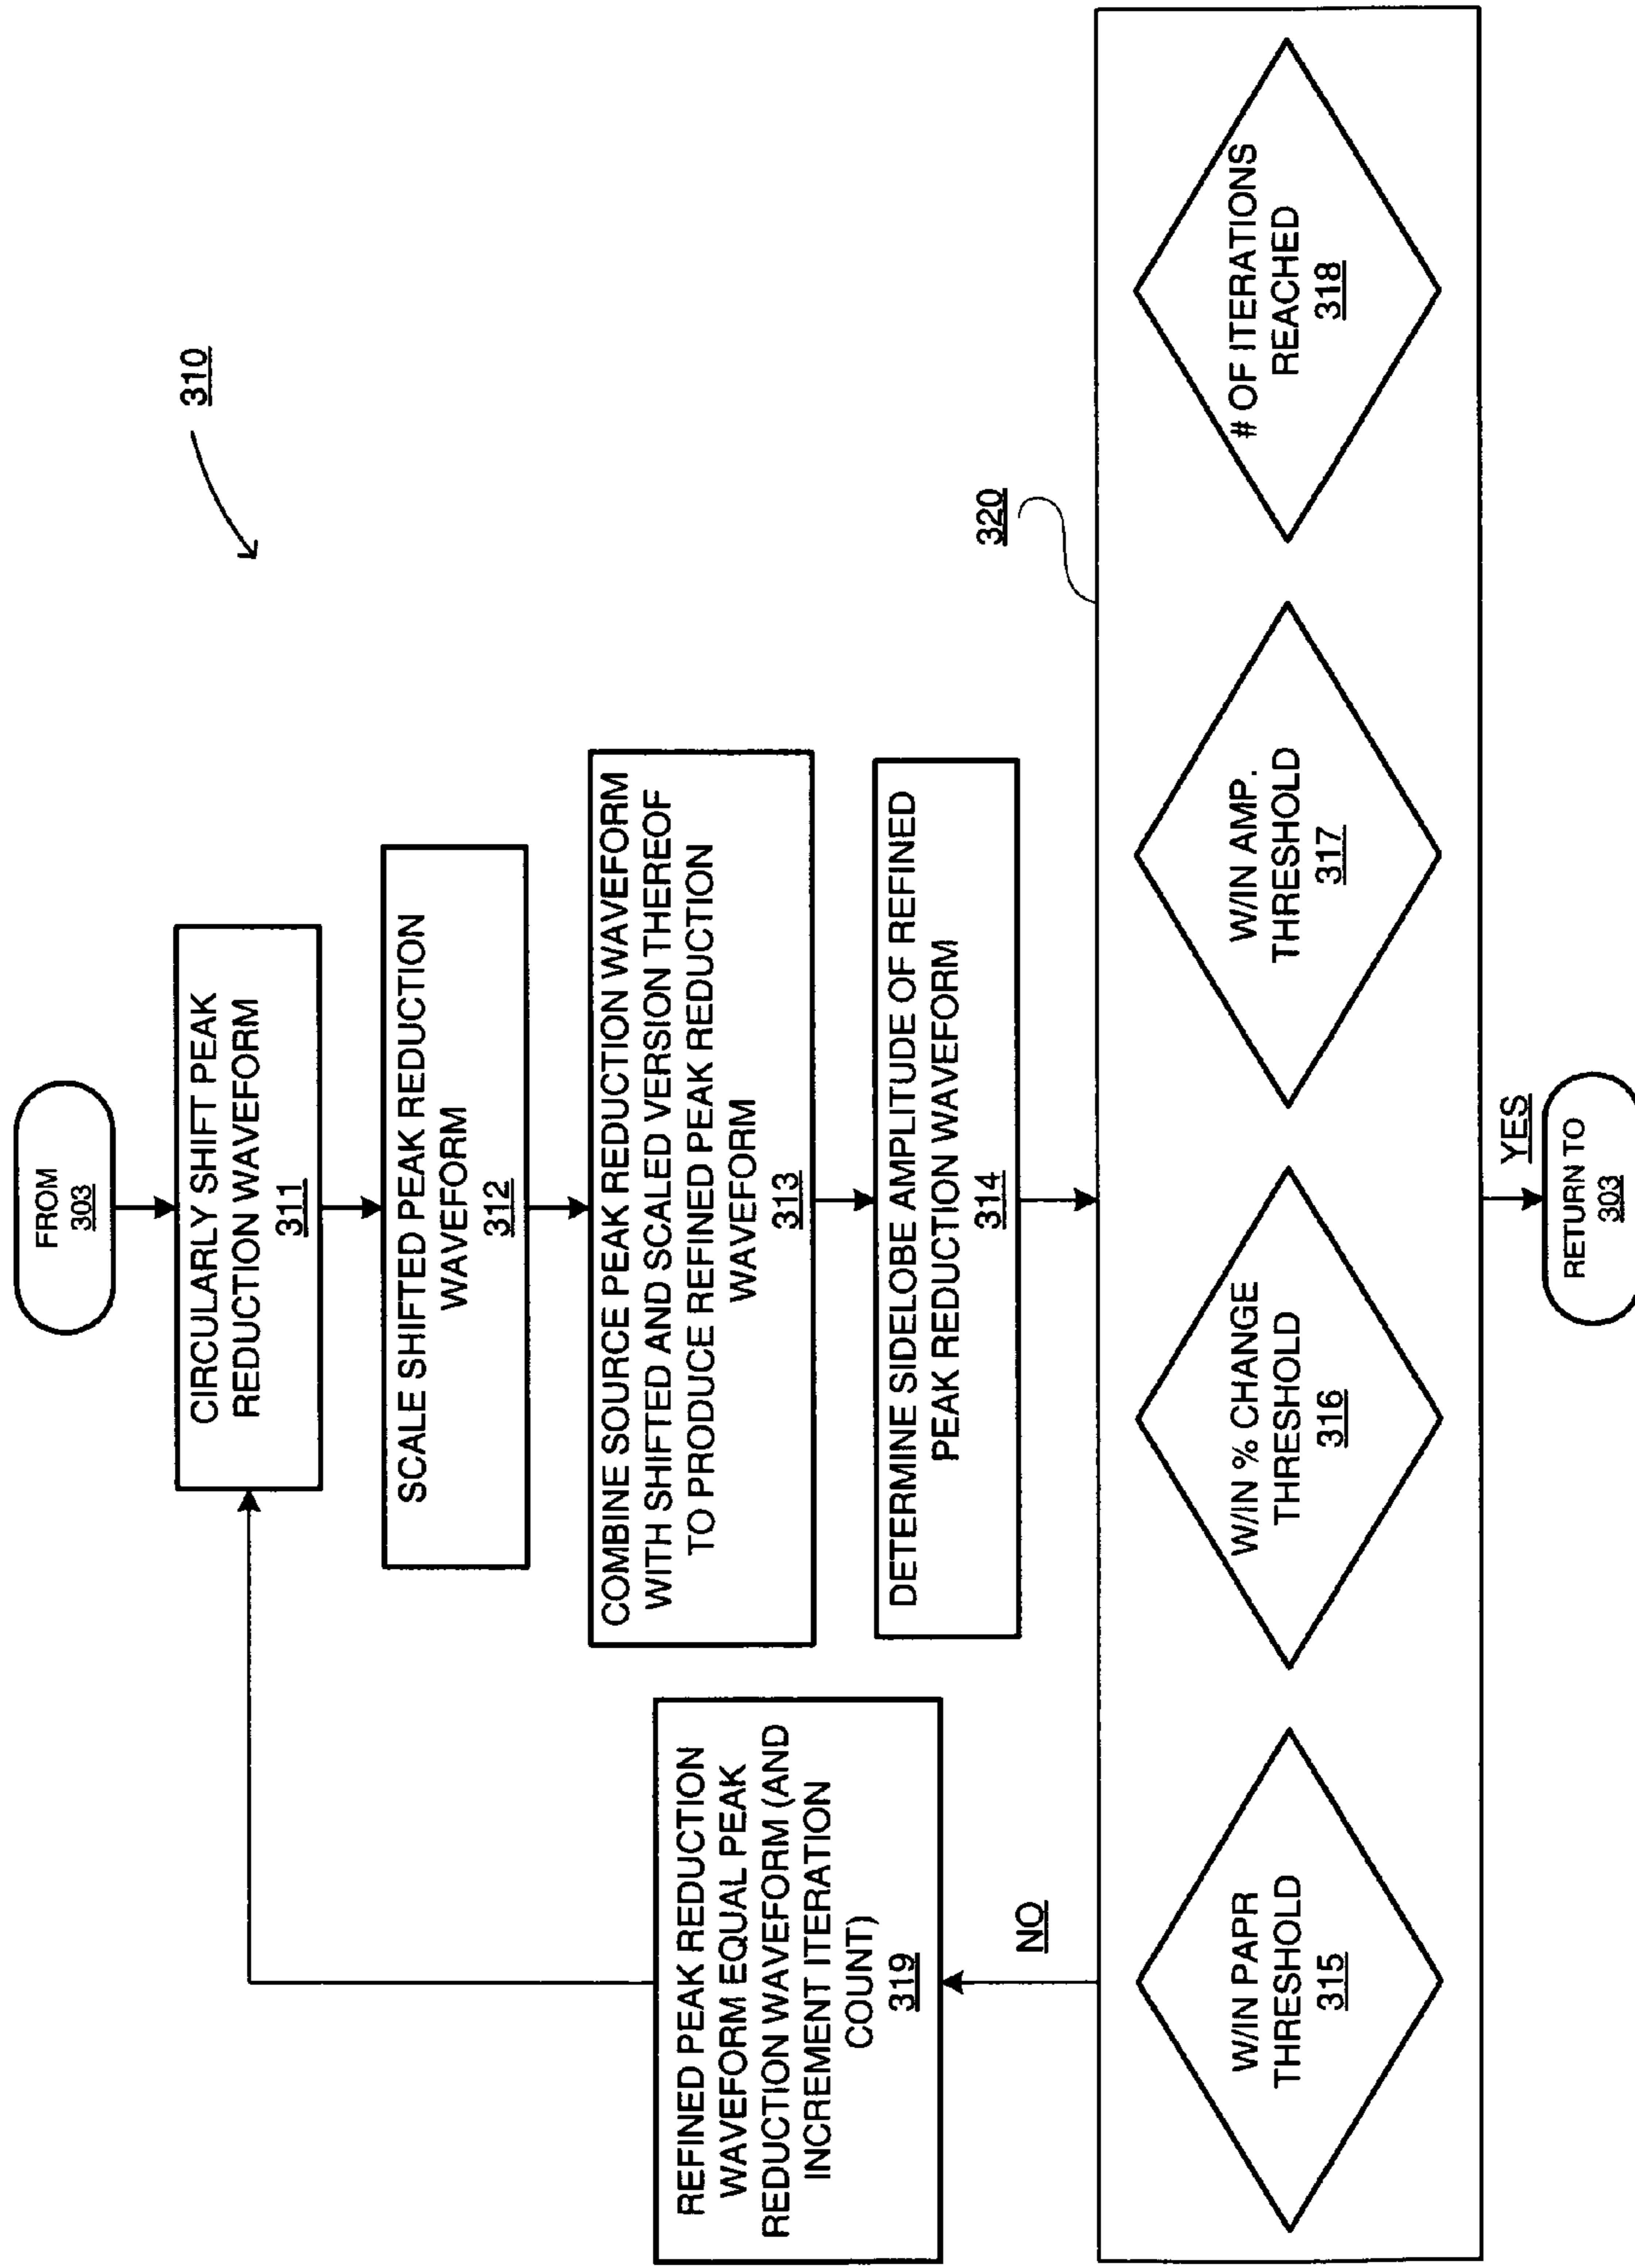 310
FROM
303
CIRCULARLY SHIFT PEAK
REDUCTION WAVEFORM
311
SCALE SHIFTED PEAK REDUCTION
WAVEFORM
312
COMBINE SOURCE PEAK REDUCTION WAVEFORM
WITH SHIFTED AND SCALED VERSION THEREOF
TO PRODUCE REFINED PEAK REDUCTION
WAVEFORM
313
DETERMINE SIDELOBE AMPLITUDE OF REFINED
PEAK REDUCTION WAVEFORM
314
REFINED PEAK REDUCTION
WAVEFORM EQUAL PEAK
REDUCTION WAVEFORM (AND
INCREMENT ITERATION
COUNT)
319
NO
320
W/IN PAPR
THRESHOLD
315
W/IN % CHANGE
THRESHOLD
316
W/IN AMP.
THRESHOLD
317
# OF ITERATIONS
REACHED
318
YES
RETURN TO
303